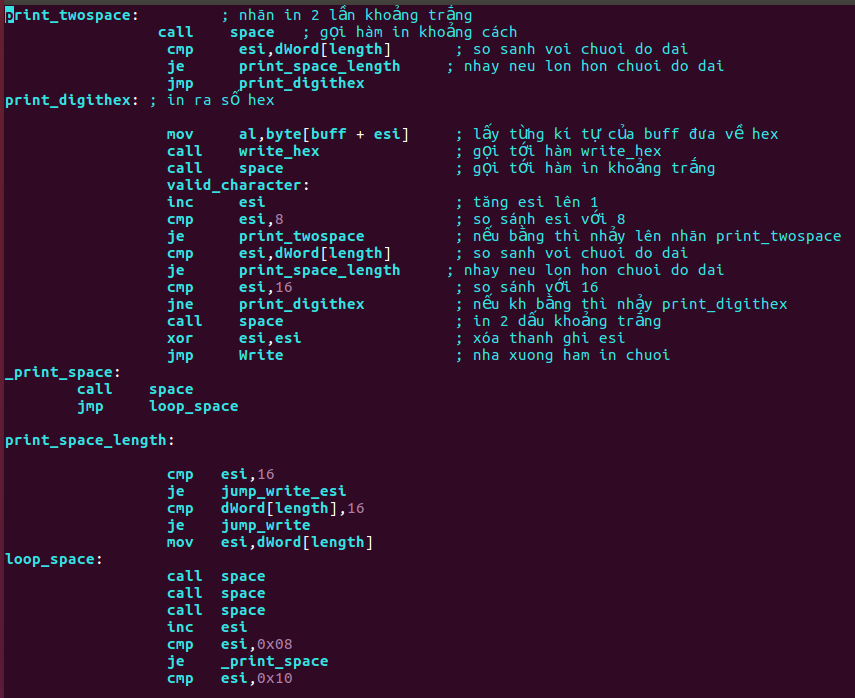 print_twospace: ; nhãn in 2 lần khoảng trắng
call space ; gọi hàm in khoảng cách
cmp esi,dWord[length] ; so sanh voi chuoi do dai
je print_space_length ; nhay neu lon hon chuoi do dai
jmp print_digithex
print_digithex: ; in ra số hex
mov al,byte[buff + esi] ; lấy từng kí tự của buff đưa về hex
call write_hex ; gọi tới hàm write_hex
call space ; gọi tới hàm in khoảng trắng
valid_character:
inc esi ; tăng esi lên 1
cmp esi,8 ; so sánh esi với 8
je print_twospace ; nếu bằng thì nhảy lên nhãn print_twospace
cmp esi,dWord[length] ; so sanh voi chuoi do dai
je print_space_length ; nhay neu lon hon chuoi do dai
cmp esi,16 ; so sánh với 16
jne print_digithex ; nếu kh bằng thì nhảy print_digithex
call space ; in 2 dấu khoảng trắng
xor esi,esi ; xóa thanh ghi esi
jmp Write ; nha xuong ham in chuoi
_print_space:
call space
jmp loop_space
print_space_length:
cmp esi,16
je jump_write_esi
cmp dWord[length],16
je jump_write
mov esi,dWord[length]
loop_space:
call space
call space
call space
inc esi
cmp esi,0x08
je _print_space
cmp esi,0x10